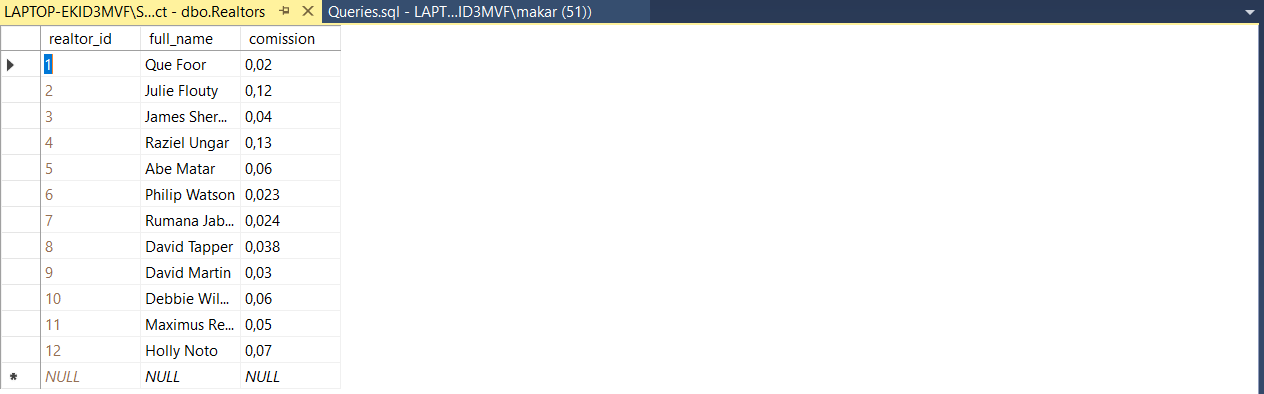 LAPTOP-EKID3MVF\S...ct - dbo.Realtors Queries.sql - LAPT...ID3MVF\makar (51))
realtor_id full_name comission
1 Que Foor 0,02
2 Julie Flouty 0,12
3 James Sher... 0,04
4 Raziel Ungar 0,13
5 Abe Matar 0,06
6 Philip Watson 0,023
7 Rumana Jab... 0,024
8 David Tapper 0,038
9 David Martin 0,03
10 Debbie Wil... 0,06
11 Maximus Re... 0,05
12 Holly Noto 0,07
NULL NULL NULL